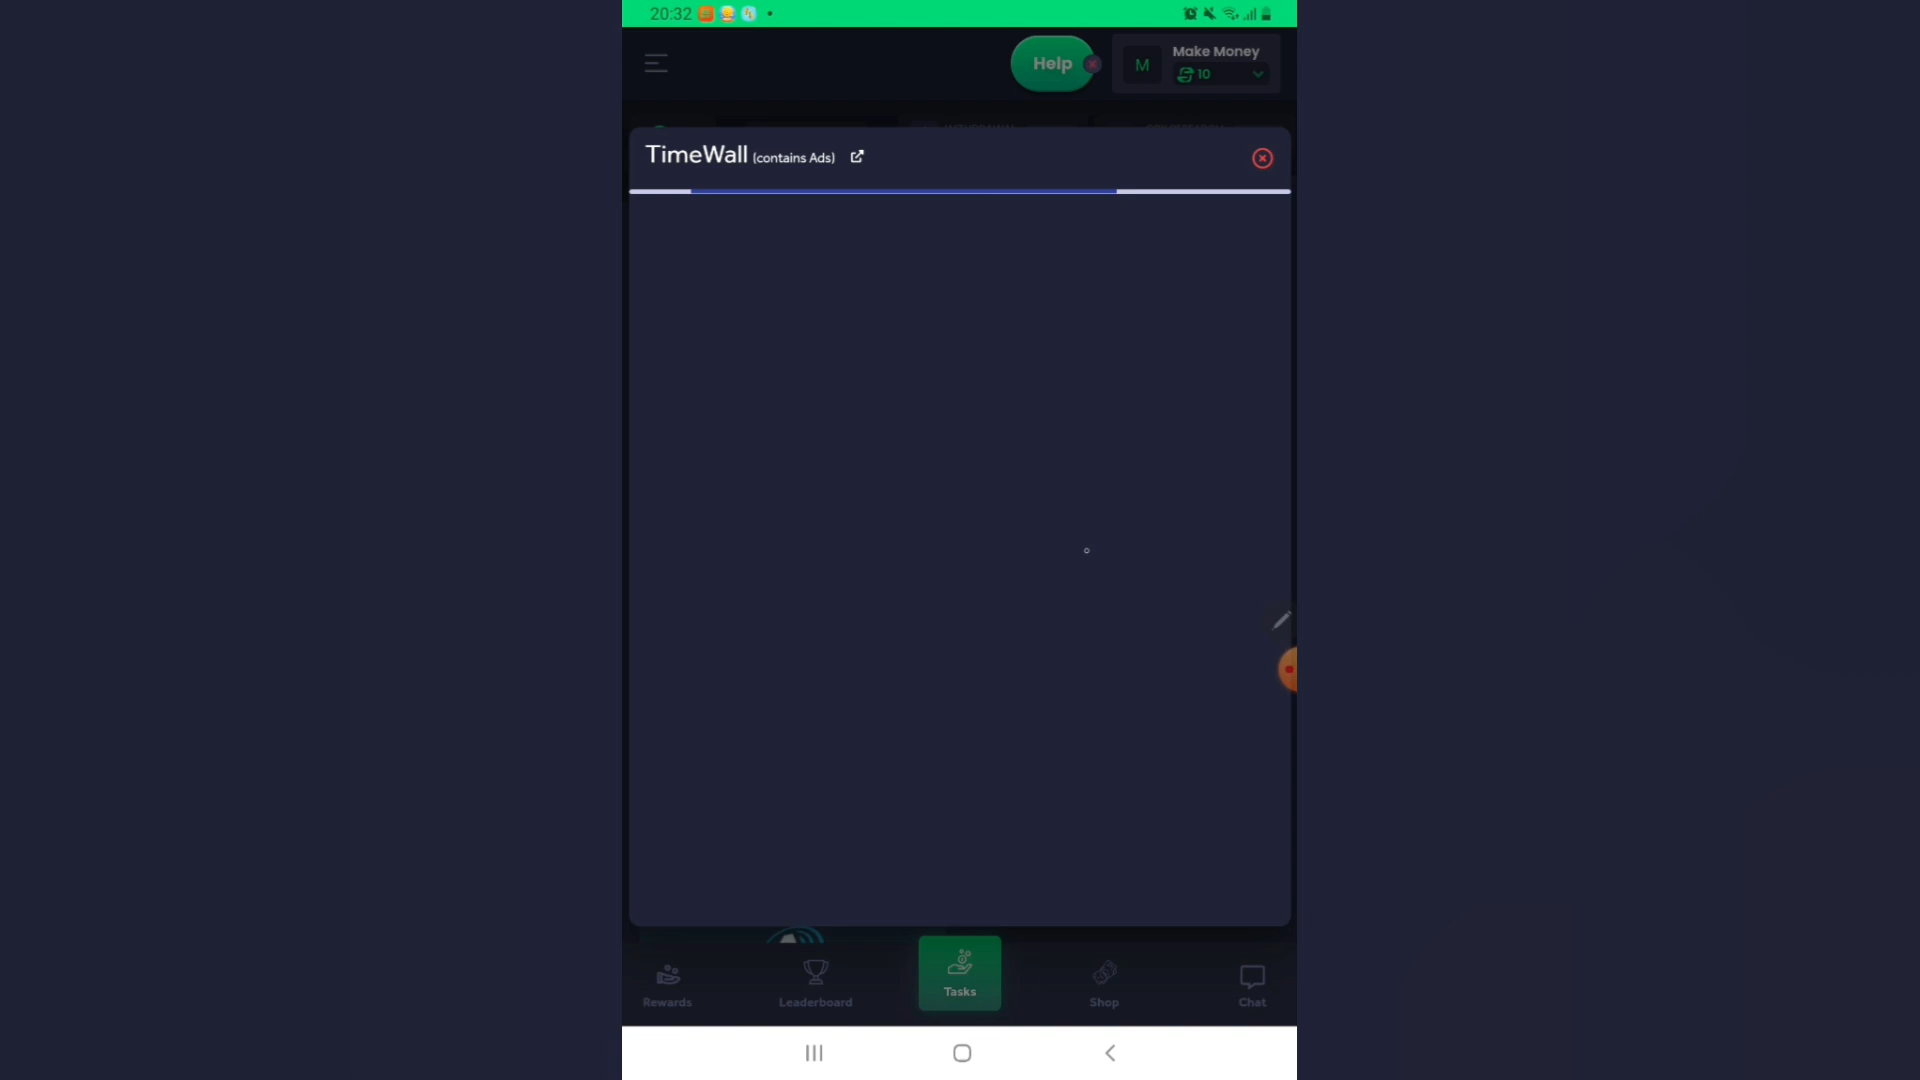 20:32
Help
M
Make Money
10
TimeWall (contains Ads)
Rewards
Leaderboard
Tasks
Shop
Chat